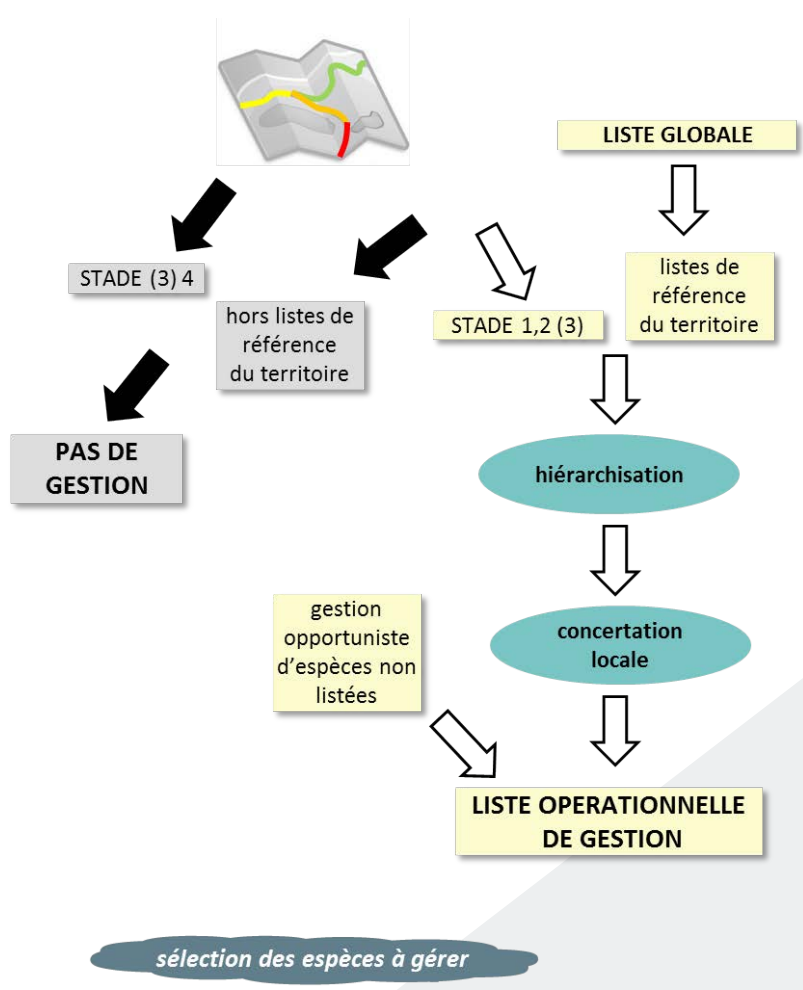 LISTE GLOBALE
STADE (3) 4
hors listes de
référence
du territoire
STADE 1,2 (3)
listes de
référence
du territoire
PAS DE
GESTION
hiérarchisation
gestion
opportuniste
d'espèces non
listées
concertation
locale
LISTE OPERATIONNELLE
DE GESTION
sélection des espèces à gérer